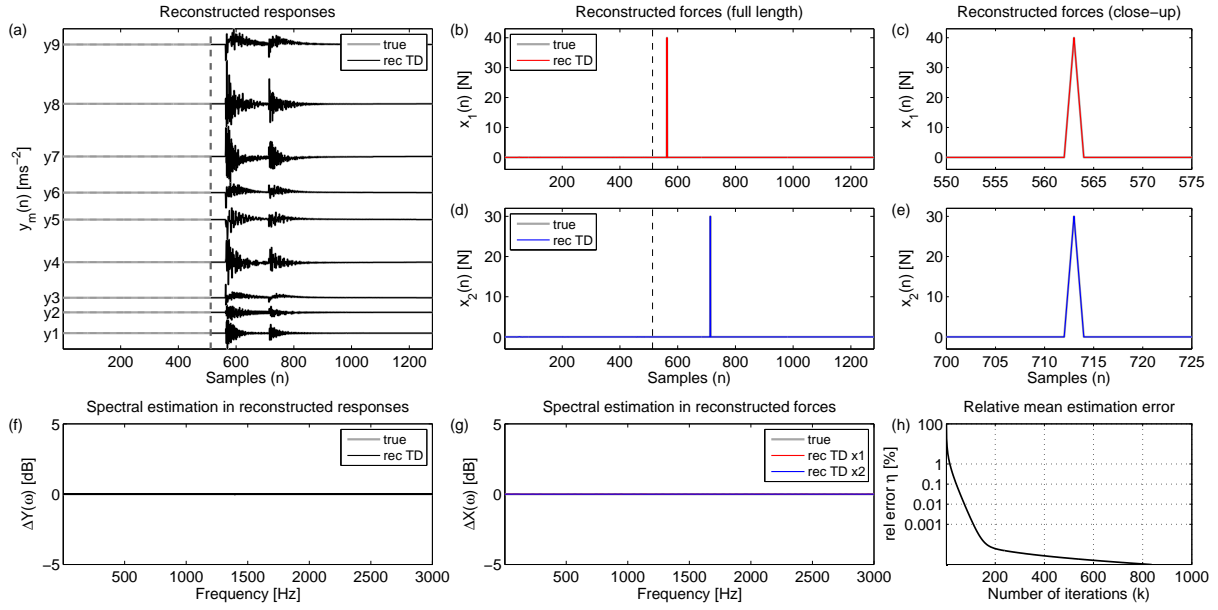 Reconstructed responses
(a)
y9
y8
y7
y6
y5
y4
y3
y2
y1
y_m(n) [ms⁻²]
true
rec TD
200 400 600 800 1000 1200
Samples (n)
Reconstructed forces (full length)
(b)
40
30
20
10
0
x_1(n) [N]
true
rec TD
200 400 600 800 1000 1200
Reconstructed forces (close−up)
(c)
40
30
20
10
0
x_1(n) [N]
550 555 560 565 570 575
(d)
30
20
10
0
x_2(n) [N]
true
rec TD
200 400 600 800 1000 1200
Samples (n)
(e)
30
20
10
0
x_2(n) [N]
700 705 710 715 720 725
Samples (n)
Spectral estimation in reconstructed responses
(f)
5
0
−5
ΔY(ω) [dB]
true
rec TD
500 1000 1500 2000 2500 3000
Frequency [Hz]
Spectral estimation in reconstructed forces
(g)
5
0
−5
ΔX(ω) [dB]
true
rec TD x1
rec TD x2
500 1000 1500 2000 2500 3000
Frequency [Hz]
Relative mean estimation error
(h)
100
1
0.1
0.01
0.001
rel error η [%]
200 400 600 800 1000
Number of iterations (k)